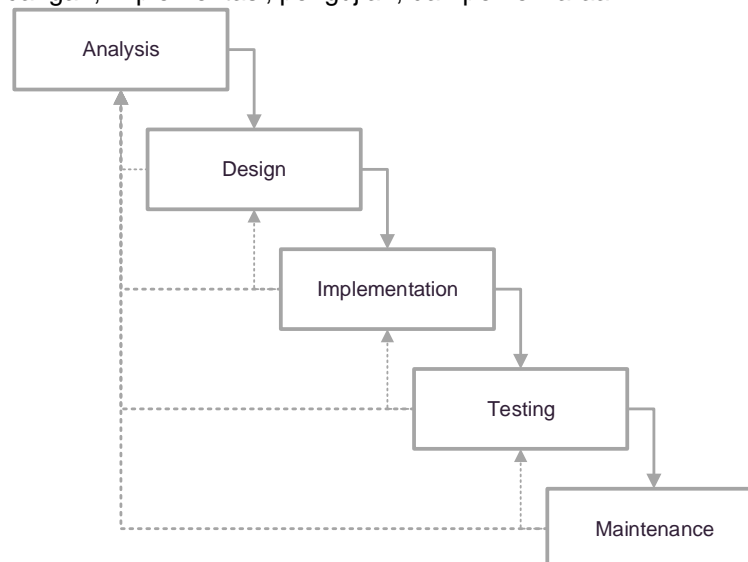 Analysis
Design
Implementation
Testing
Maintenance